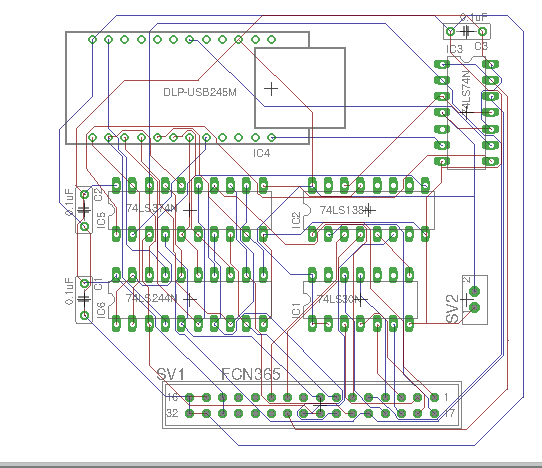 0.1uF
IC3
C3
74LS74N
DLP-USB245M
IC4
0.1uF
C2
IC5
74LS374N
IC2
74LS138N
0.1uF
C1
IC6
74LS244N
IC1
74LS30N
SV2
2
SV1
FCN365
16
1
32
17